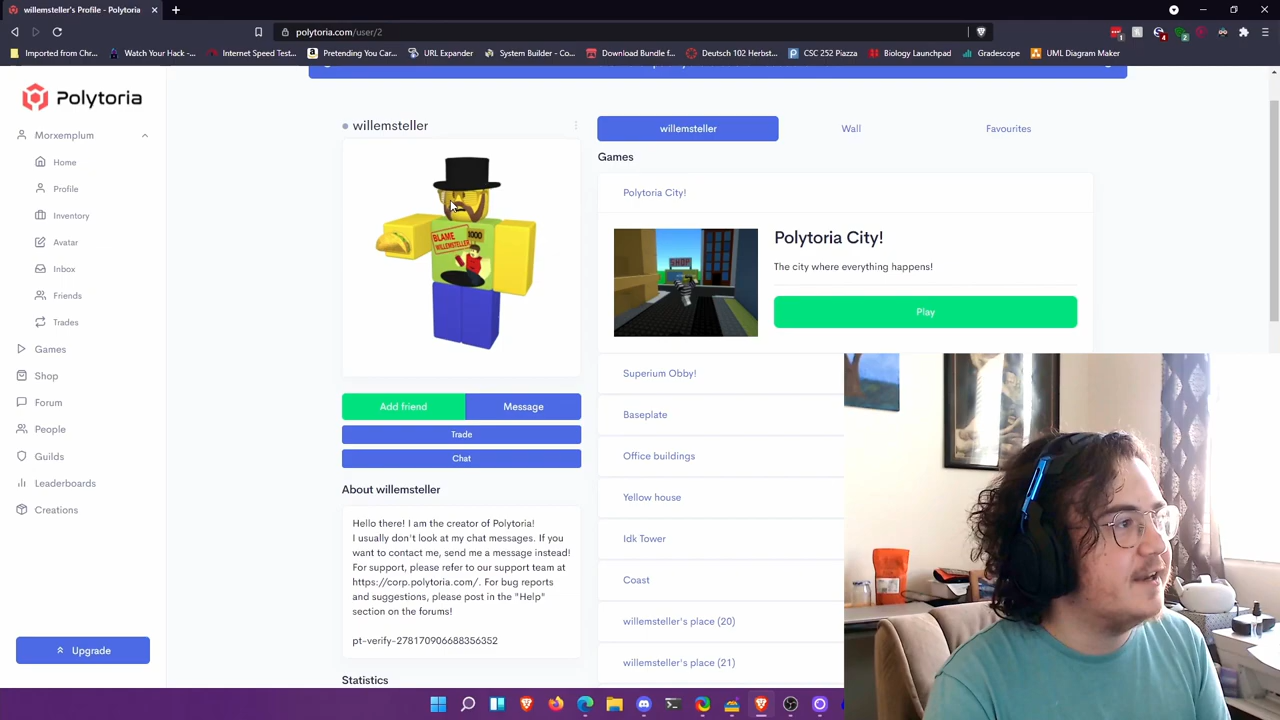 willemsteller's Profile - Polytoria
polytoria.com/user/2
Imported from Chr...
Watch Your Hack - ...
Internet Speed Test...
Pretending You Car...
URL Expander
System Builder - Co...
Download Bundle f...
Deutsch 102 Herbst...
CSC 252 Piazza
Biology Launchpad
Gradescope
UML Diagram Maker
Polytoria
Morxemplum
Home
Profile
Inventory
Avatar
Inbox
Friends
Trades
Games
Shop
Forum
People
Guilds
Leaderboards
Creations
Upgrade
willemsteller
BLAME
WILLEMSTELLER
1000
Add friend
Message
Trade
Chat
About willemsteller
Hello there! I am the creator of Polytoria!
I usually don't look at my chat messages. If you
want to contact me, send me a message instead!
For support, please refer to our support team at
https://corp.polytoria.com/. For bug reports
and suggestions, please post in the "Help"
section on the forums!
pt-verify-278170906688356352
Statistics
willemsteller
Wall
Favourites
Games
Polytoria City!
SHOP
Polytoria City!
The city where everything happens!
Play
Superium Obby!
Baseplate
Office buildings
Yellow house
Idk Tower
Coast
willemsteller's place (20)
willemsteller's place (21)